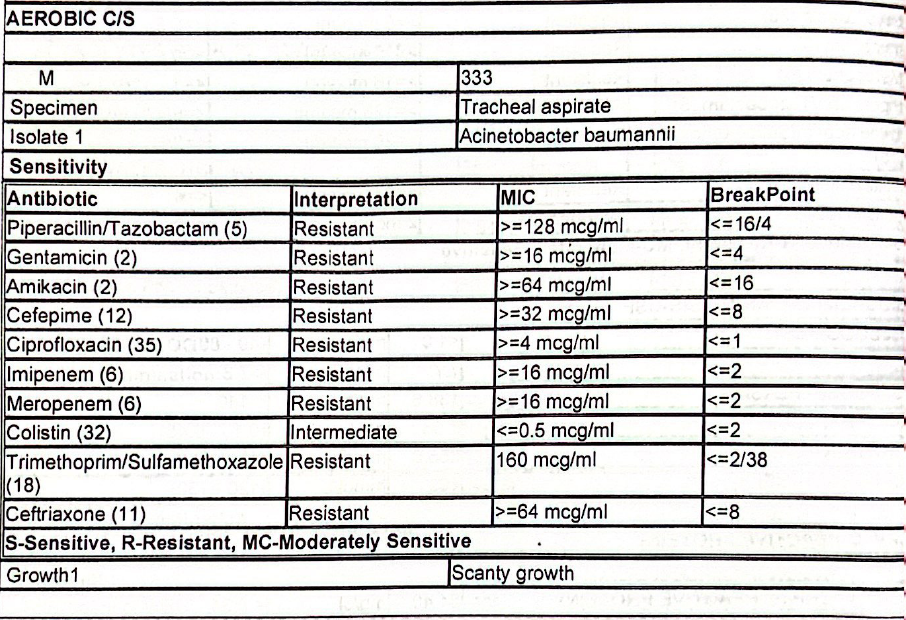 AEROBIC C/S
M 333
Specimen Tracheal aspirate
Isolate 1 Acinetobacter baumannii
Sensitivity
Antibiotic Interpretation MIC BreakPoint
Piperacillin/Tazobactam (5) Resistant >=128 mcg/ml <=16/4
Gentamicin (2) Resistant >=16 mcg/ml <=4
Amikacin (2) Resistant >=64 mcg/ml <=16
Cefepime (12) Resistant >=32 mcg/ml <=8
Ciprofloxacin (35) Resistant >=4 mcg/ml <=1
Imipenem (6) Resistant >=16 mcg/ml <=2
Meropenem (6) Resistant >=16 mcg/ml <=2
Colistin (32) Intermediate <=0.5 mcg/ml <=2
Trimethoprim/Sulfamethoxazole Resistant 160 mcg/ml <=2/38
(18)
Ceftriaxone (11) Resistant >=64 mcg/ml <=8
S-Sensitive, R-Resistant, MC-Moderately Sensitive
Growth1 Scanty growth